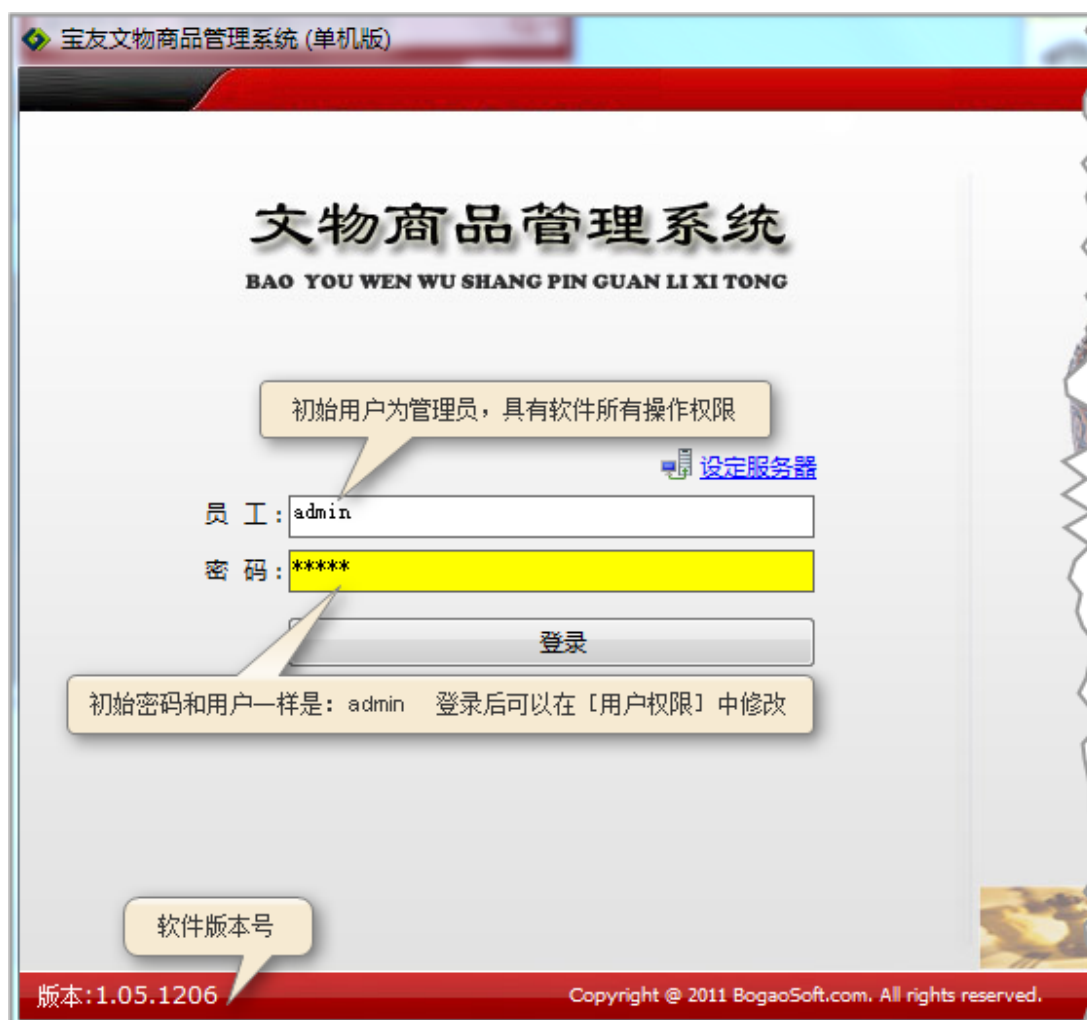 宝友文物商品管理系统 (单机版)
文物商品管理系统
BAO YOU WEN WU SHANG PIN GUAN LI XI TONG
初始用户为管理员，具有软件所有操作权限
设定服务器
员 工: admin
密 码: *****
登录
初始密码和用户一样是：admin 登录后可以在［用户权限］中修改
软件版本号
版本:1.05.1206
Copyright @ 2011 BogaoSoft.com. All rights reserved.